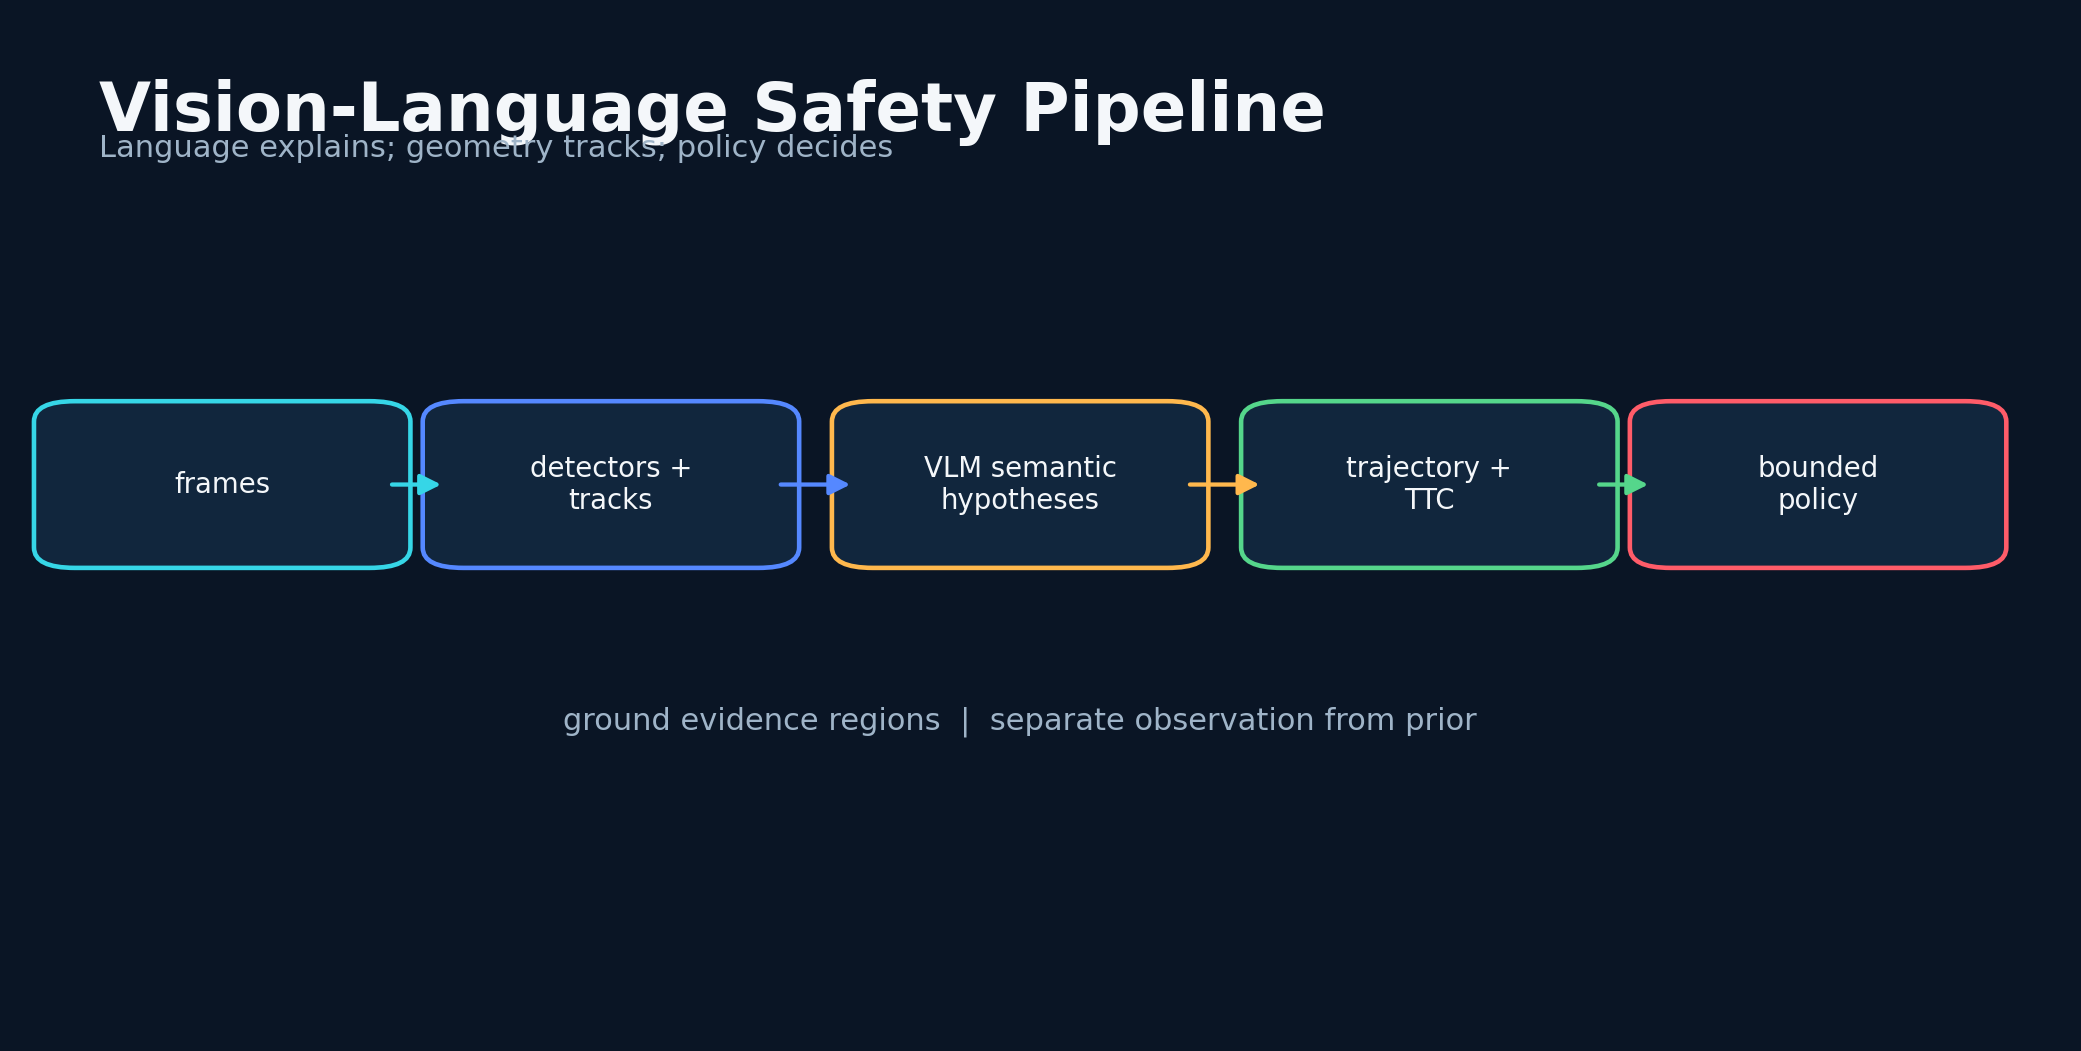 Vision-Language Safety Pipeline
Language explains; geometry tracks; policy decides
frames
detectors +
tracks
VLM semantic
hypotheses
trajectory +
TTC
bounded
policy
ground evidence regions | separate observation from prior